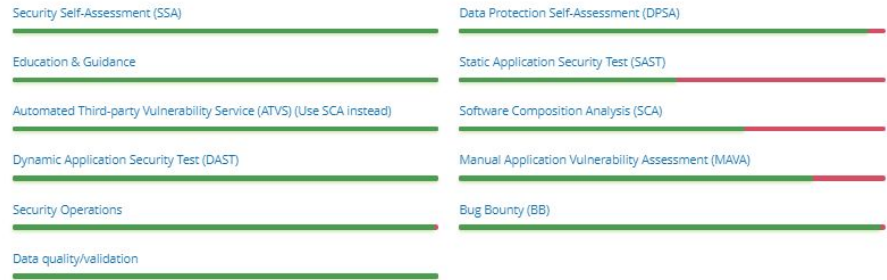 Security Self-Assessment (SSA)
Data Protection Self-Assessment (DPSA)
Education & Guidance
Static Application Security Test (SAST)
Automated Third-party Vulnerability Service (ATVS) (Use SCA instead)
Software Composition Analysis (SCA)
Dynamic Application Security Test (DAST)
Manual Application Vulnerability Assessment (MAVA)
Security Operations
Bug Bounty (BB)
Data quality/validation